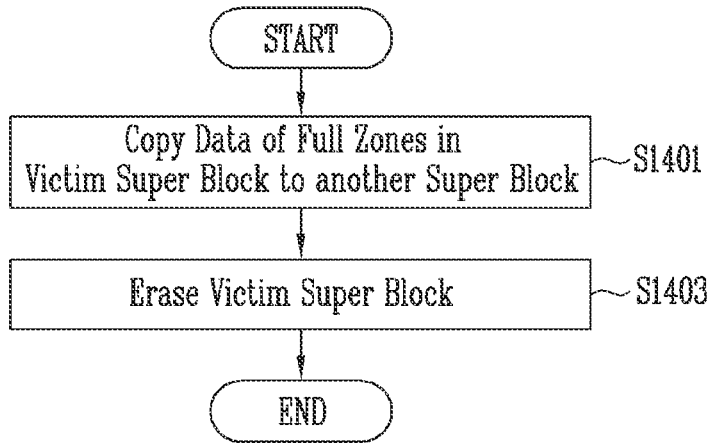 START
Copy Data of Full Zones in
Victim Super Block to another Super Block
S1401
Erase Victim Super Block
S1403
END